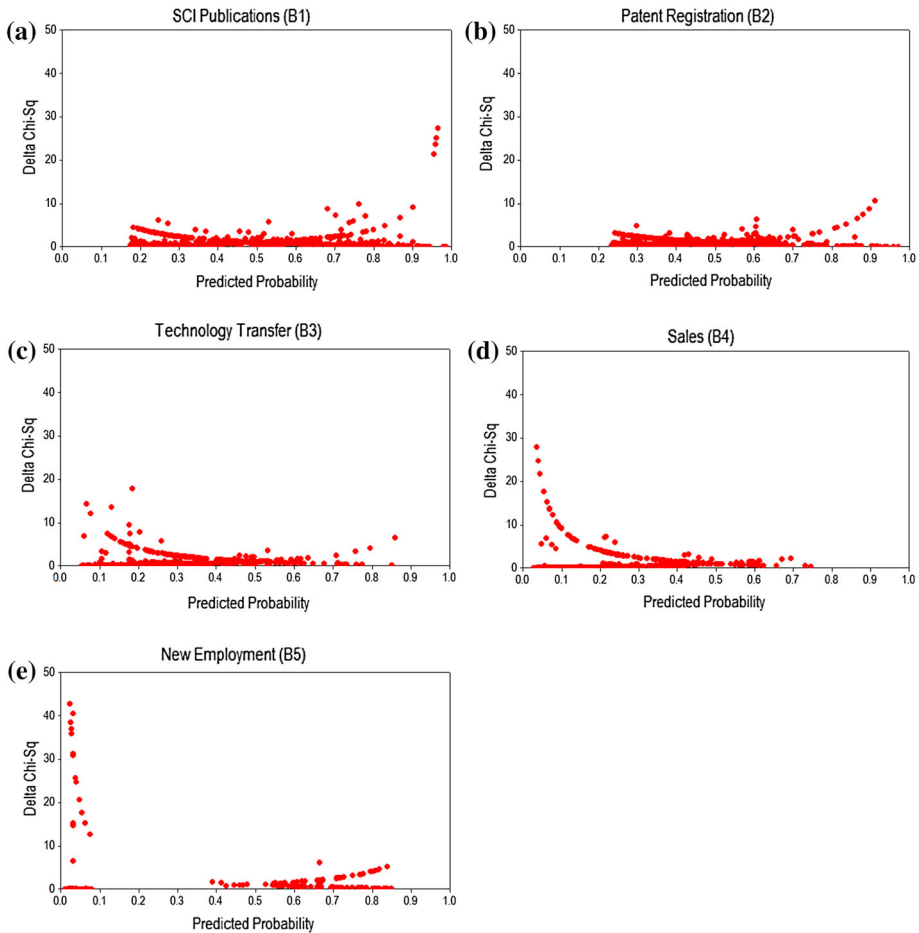 (a)
SCI Publications (B1)
50
40
30
20
10
0
Delta Chi-Sq
0.0 0.1 0.2 0.3 0.4 0.5 0.6 0.7 0.8 0.9 1.0
Predicted Probability
(b)
Patent Registration (B2)
50
40
30
20
10
0
Delta Chi-Sq
0.0 0.1 0.2 0.3 0.4 0.5 0.6 0.7 0.8 0.9 1.0
Predicted Probability
(c)
Technology Transfer (B3)
50
40
30
20
10
0
Delta Chi-Sq
0.0 0.1 0.2 0.3 0.4 0.5 0.6 0.7 0.8 0.9 1.0
Predicted Probability
(d)
Sales (B4)
50
40
30
20
10
0
Delta Chi-Sq
0.0 0.1 0.2 0.3 0.4 0.5 0.6 0.7 0.8 0.9 1.0
Predicted Probability
(e)
New Employment (B5)
50
40
30
20
10
0
Delta Chi-Sq
0.0 0.1 0.2 0.3 0.4 0.5 0.6 0.7 0.8 0.9 1.0
Predicted Probability